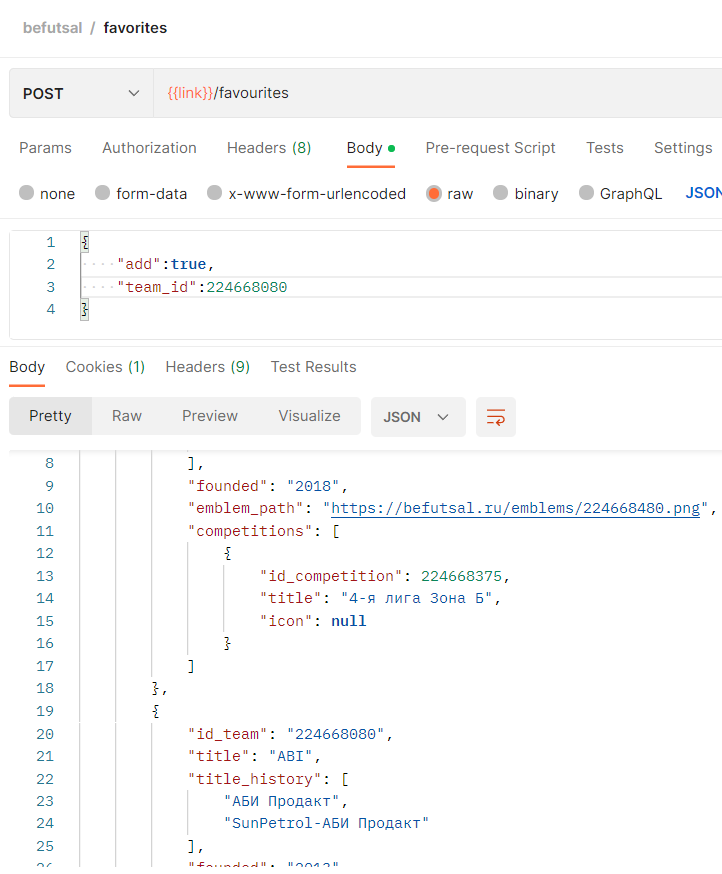 befutsal / favorites
POST {{link}}/favourites
Params Authorization Headers (8) Body Pre-request Script Tests Settings
none form-data x-www-form-urlencoded raw binary GraphQL JSON
1 {
2 ····"add":true,
3 ····"team_id":224668080
4 }
Body Cookies (1) Headers (9) Test Results
Pretty Raw Preview Visualize JSON
8 ],
9 "founded": "2018",
10 "emblem_path": "https://befutsal.ru/emblems/224668480.png",
11 "competitions": [
12 {
13 "id_competition": 224668375,
14 "title": "4-я лига Зона Б",
15 "icon": null
16 }
17 ]
18 },
19 {
20 "id_team": "224668080",
21 "title": "ABI",
22 "title_history": [
23 "АБИ Продакт",
24 "SunPetrol-АБИ Продакт"
25 ],
26 "founded": "2013"